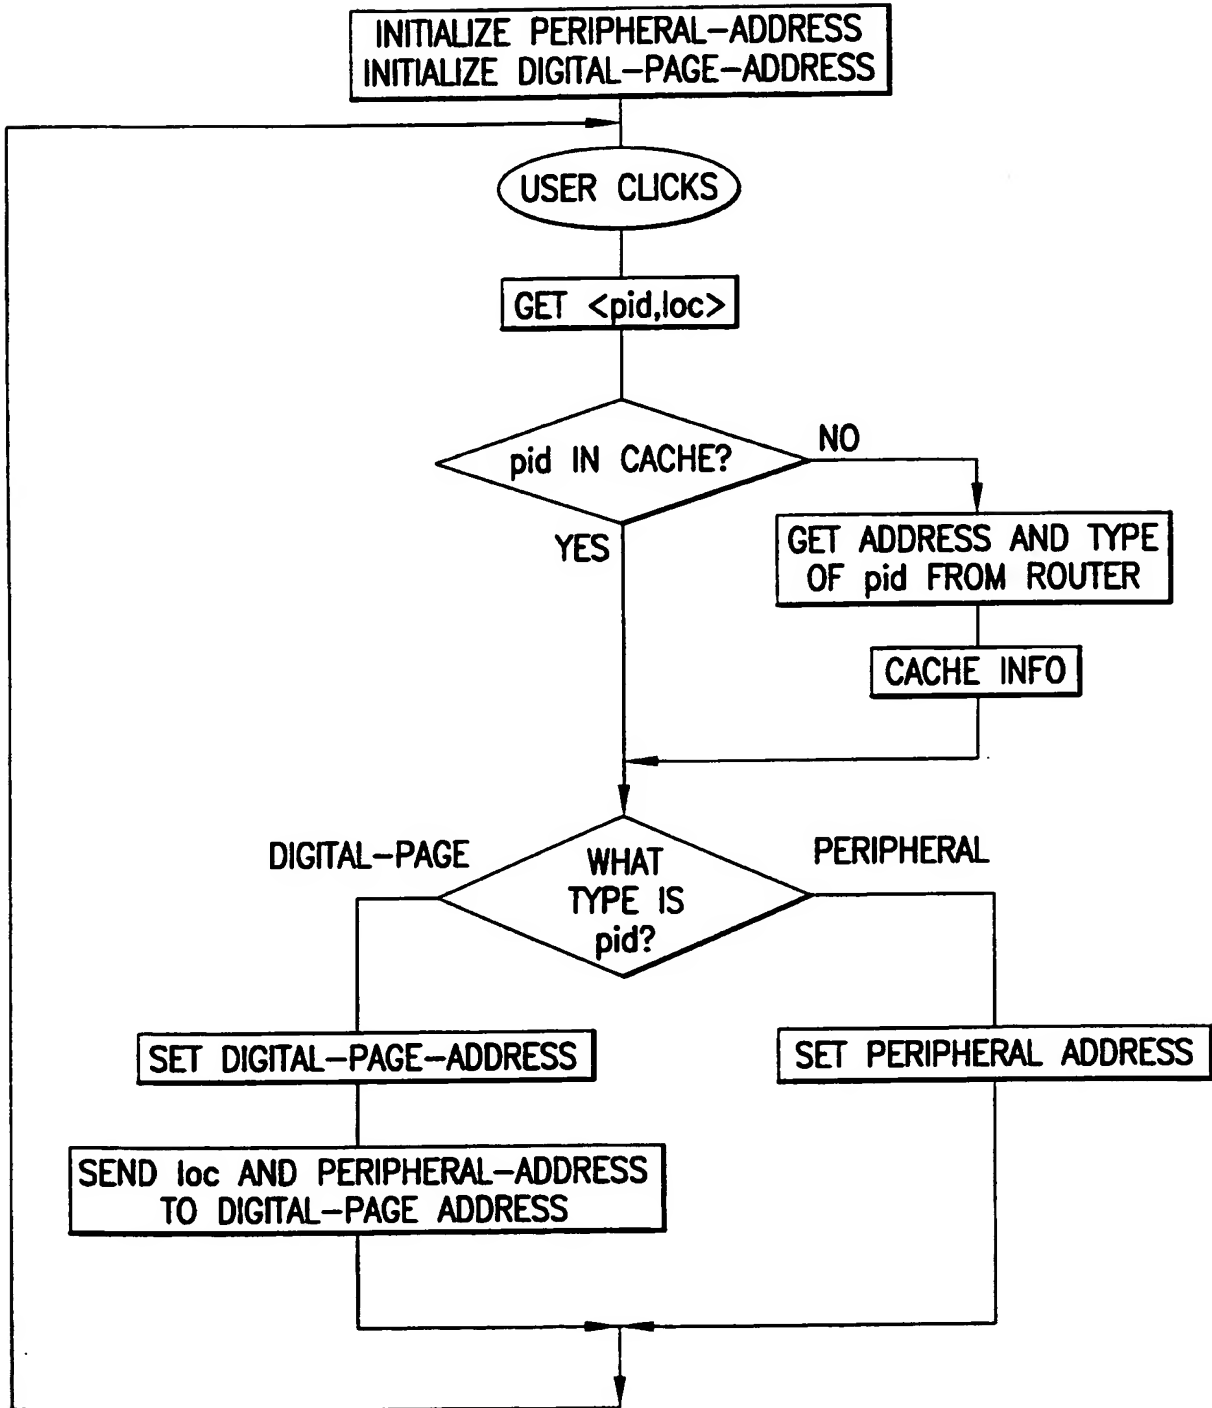 INITIALIZE PERIPHERAL-ADDRESS
INITIALIZE DIGITAL-PAGE-ADDRESS
USER CLICKS
GET <pid,loc>
pid IN CACHE?
NO
YES
GET ADDRESS AND TYPE
OF pid FROM ROUTER
CACHE INFO
DIGITAL-PAGE
WHAT
TYPE IS
pid?
PERIPHERAL
SET DIGITAL-PAGE-ADDRESS
SET PERIPHERAL ADDRESS
SEND loc AND PERIPHERAL-ADDRESS
TO DIGITAL-PAGE ADDRESS